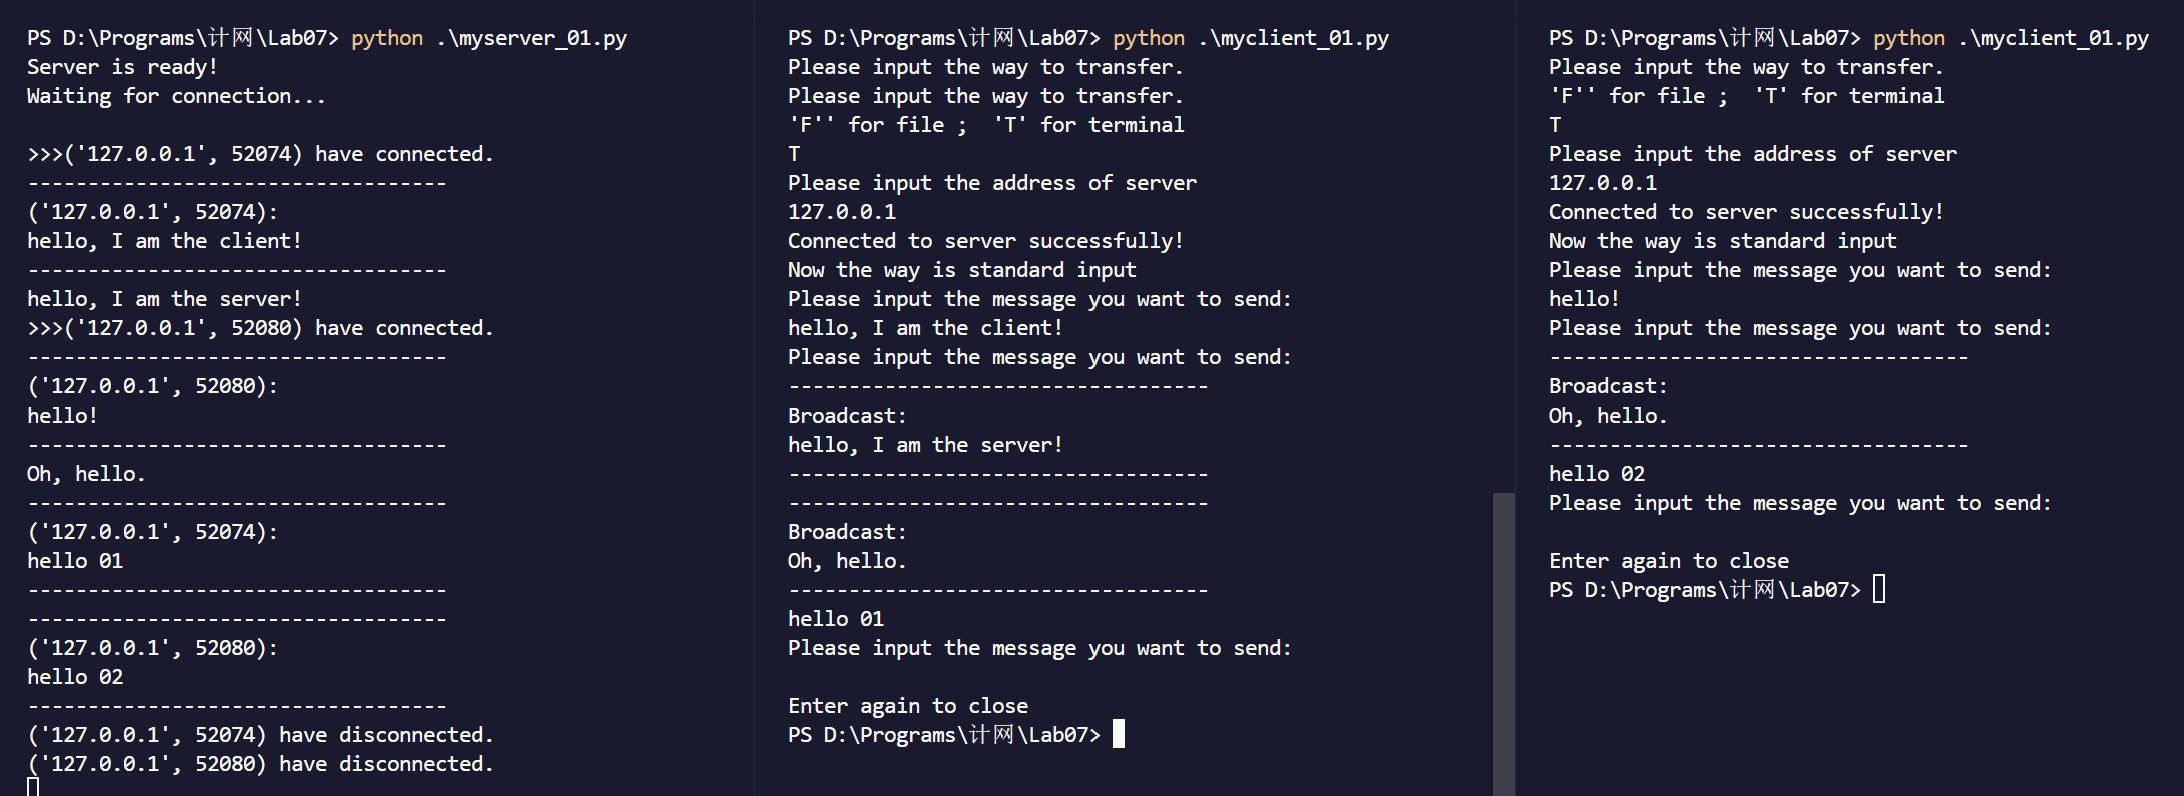 PS D:\Programs\计网\Lab07> python .\myserver_01.py
Server is ready!
Waiting for connection...
>>>('127.0.0.1', 52074) have connected.
-----------------------------------
('127.0.0.1', 52074):
hello, I am the client!
-----------------------------------
hello, I am the server!
>>>('127.0.0.1', 52080) have connected.
-----------------------------------
('127.0.0.1', 52080):
hello!
-----------------------------------
Oh, hello.
-----------------------------------
('127.0.0.1', 52074):
hello 01
-----------------------------------
-----------------------------------
('127.0.0.1', 52080):
hello 02
-----------------------------------
('127.0.0.1', 52074) have disconnected.
('127.0.0.1', 52080) have disconnected.
PS D:\Programs\计网\Lab07> python .\myclient_01.py
Please input the way to transfer.
Please input the way to transfer.
'F'' for file ;  'T' for terminal
T
Please input the address of server
127.0.0.1
Connected to server successfully!
Now the way is standard input
Please input the message you want to send:
hello, I am the client!
Please input the message you want to send:
-----------------------------------
Broadcast:
hello, I am the server!
-----------------------------------
-----------------------------------
Broadcast:
Oh, hello.
-----------------------------------
hello 01
Please input the message you want to send:
Enter again to close
PS D:\Programs\计网\Lab07>
PS D:\Programs\计网\Lab07> python .\myclient_01.py
Please input the way to transfer.
'F'' for file ;  'T' for terminal
T
Please input the address of server
127.0.0.1
Connected to server successfully!
Now the way is standard input
Please input the message you want to send:
hello!
Please input the message you want to send:
-----------------------------------
Broadcast:
Oh, hello.
-----------------------------------
hello 02
Please input the message you want to send:
Enter again to close
PS D:\Programs\计网\Lab07>